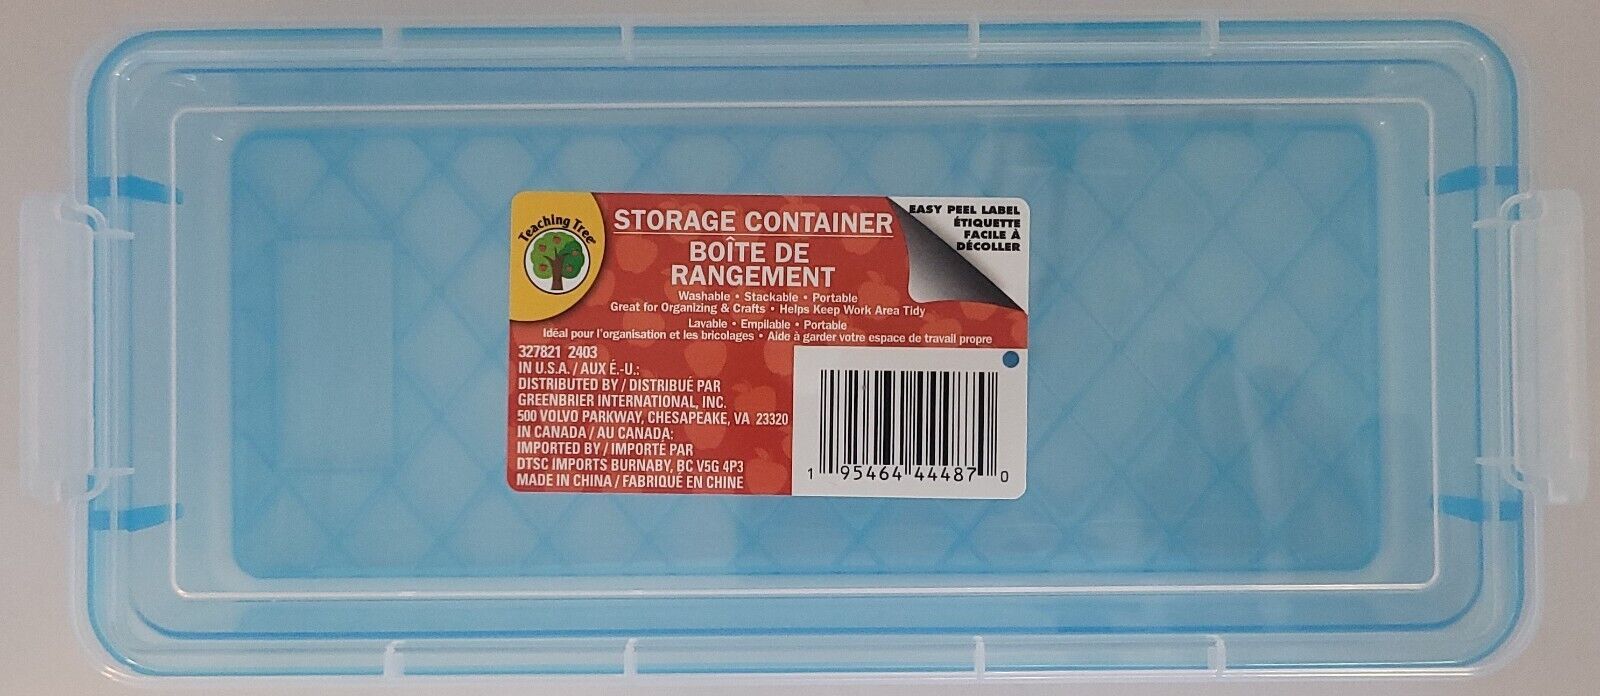 Teaching Tree
STORAGE CONTAINER
BOÎTE DE
RANGEMENT
Washable • Stackable • Portable
Great for Organizing & Crafts • Helps Keep Work Area Tidy
Lavable • Empilable • Portable
Idéal pour l'organisation et les bricolages • Aide à garder votre espace de travail propre
EASY PEEL LABEL
ÉTIQUETTE
FACILE À
DÉCOLLER
327821 2403
IN U.S.A. / AUX É.-U.:
DISTRIBUTED BY / DISTRIBUÉ PAR
GREENBRIER INTERNATIONAL, INC.
500 VOLVO PARKWAY, CHESAPEAKE, VA 23320
IN CANADA / AU CANADA:
IMPORTED BY / IMPORTÉ PAR
DTSC IMPORTS BURNABY, BC V5G 4P3
MADE IN CHINA / FABRIQUÉ EN CHINE
1 95464 44487 0